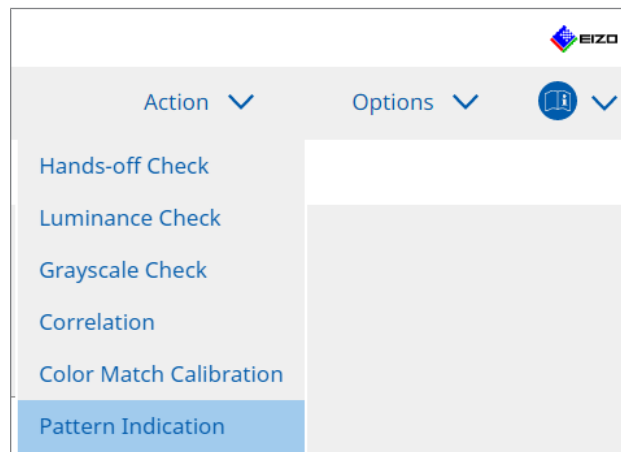 EIZO
Action Options
Hands-off Check
Luminance Check
Grayscale Check
Correlation
Color Match Calibration
Pattern Indication